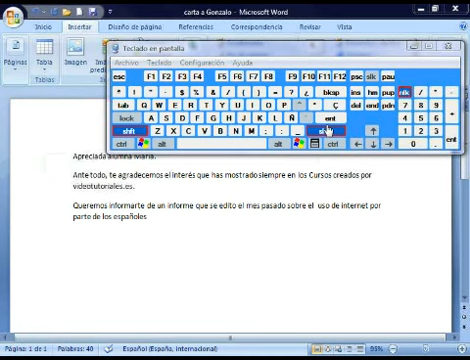 carta a Gonzalo - Microsoft Word
Inicio Insertar Diseño de página Referencias Correspondencia Revisar Vista
Páginas Tabla Imagen
Tablas
Teclado en pantalla
Archivo Teclado Configuración Ayuda
esc F1 F2 F3 F4 F5 F6 F7 F8 F9 F10 F11 F12 psc slk pau
! " · $ % & / ( ) = ? bksp ins hm pup nlk / * -
tab Q W E R T Y U I O P ^ * Ç del end pdn 7 8 9 +
lock A S D F G H J K L Ñ ent 4 5 6
shft Z X C V B N M ; : _ 1 2 3 ent
ctrl alt alt ctrl 0 .
Apreciada alumna María.
Ante todo, te agradecemos el interés que has mostrado siempre en los Cursos creados por
videotutoriales.es.
Queremos informarte de un informe que se edito el mes pasado sobre el uso de internet por
parte de los españoles
Página: 1 de 1 Palabras: 40 Español (España, internacional) 95%